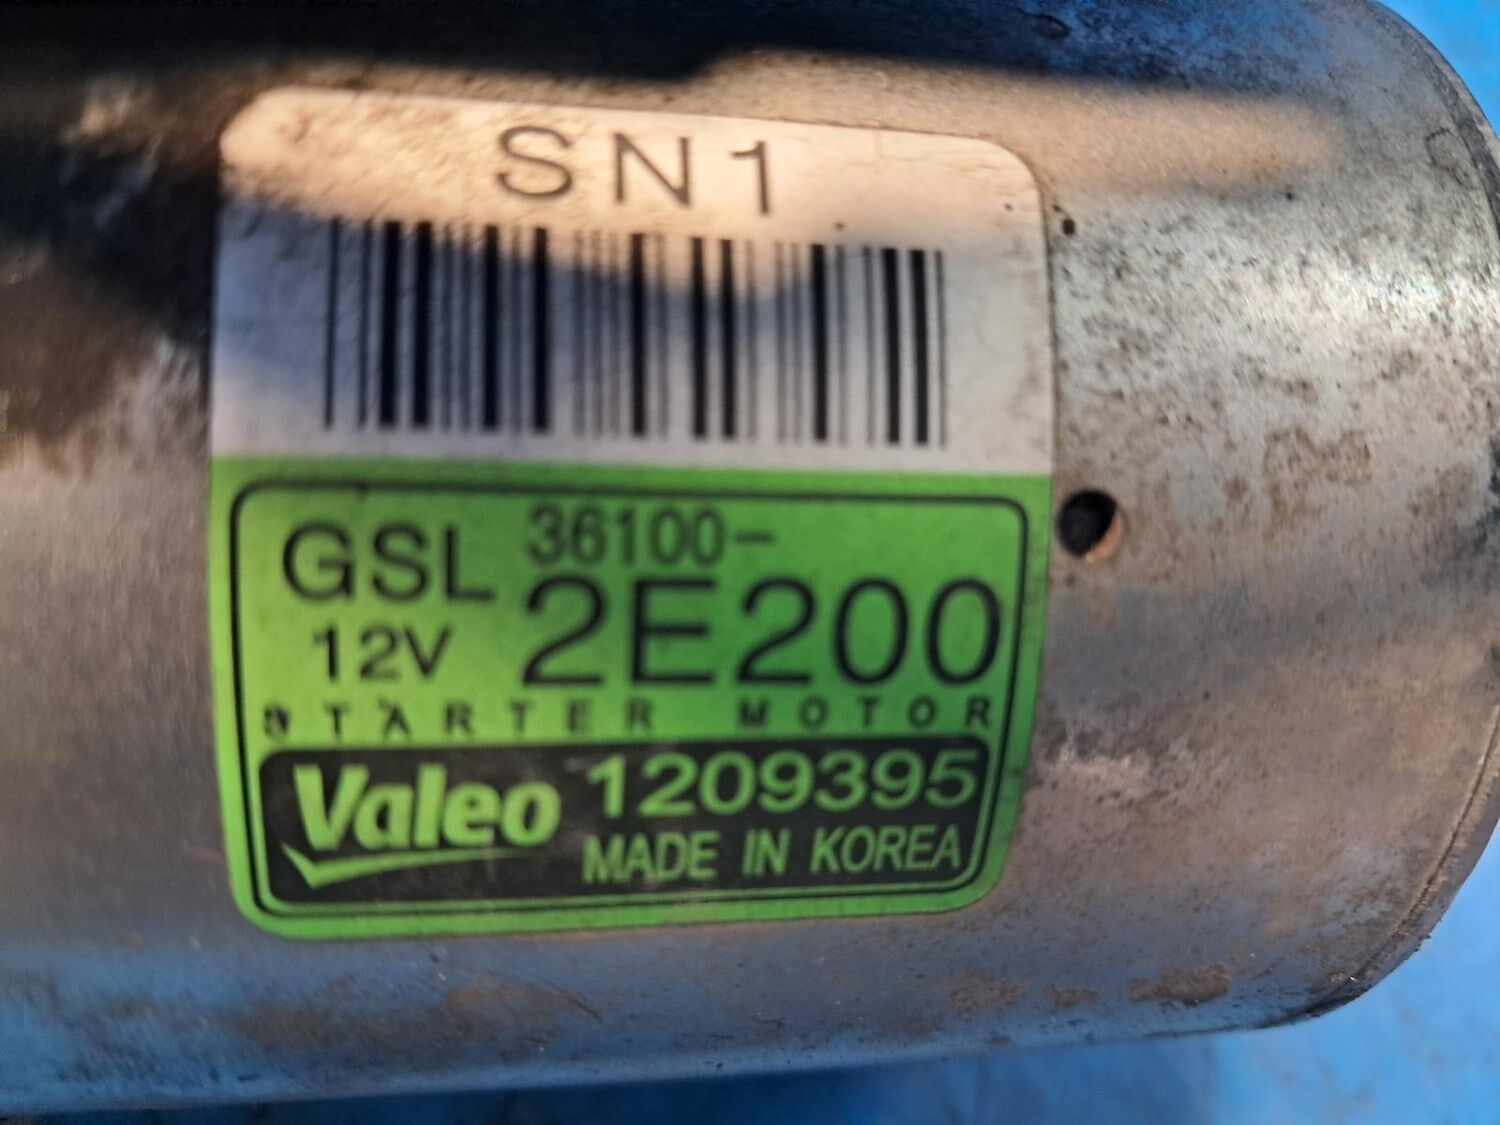 SN1
GSL 36100-
12V 2E200
STARTER MOTOR
Valeo 1209395
MADE IN KOREA